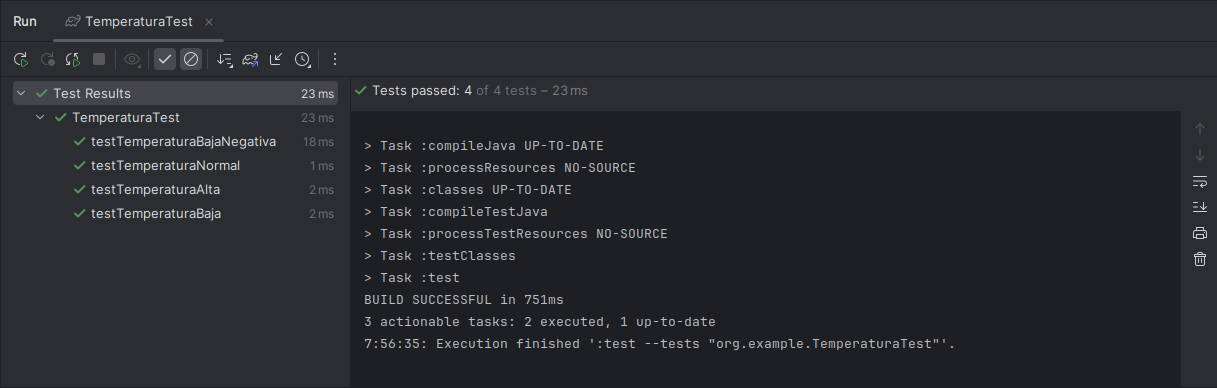 Run TemperaturaTest
Test Results 23 ms
TemperaturaTest 23 ms
testTemperaturaBajaNegativa 18 ms
testTemperaturaNormal 1 ms
testTemperaturaAlta 2 ms
testTemperaturaBaja 2 ms
Tests passed: 4 of 4 tests – 23 ms
> Task :compileJava UP-TO-DATE
> Task :processResources NO-SOURCE
> Task :classes UP-TO-DATE
> Task :compileTestJava
> Task :processTestResources NO-SOURCE
> Task :testClasses
> Task :test
BUILD SUCCESSFUL in 751ms
3 actionable tasks: 2 executed, 1 up-to-date
7:56:35: Execution finished ':test --tests "org.example.TemperaturaTest"'.